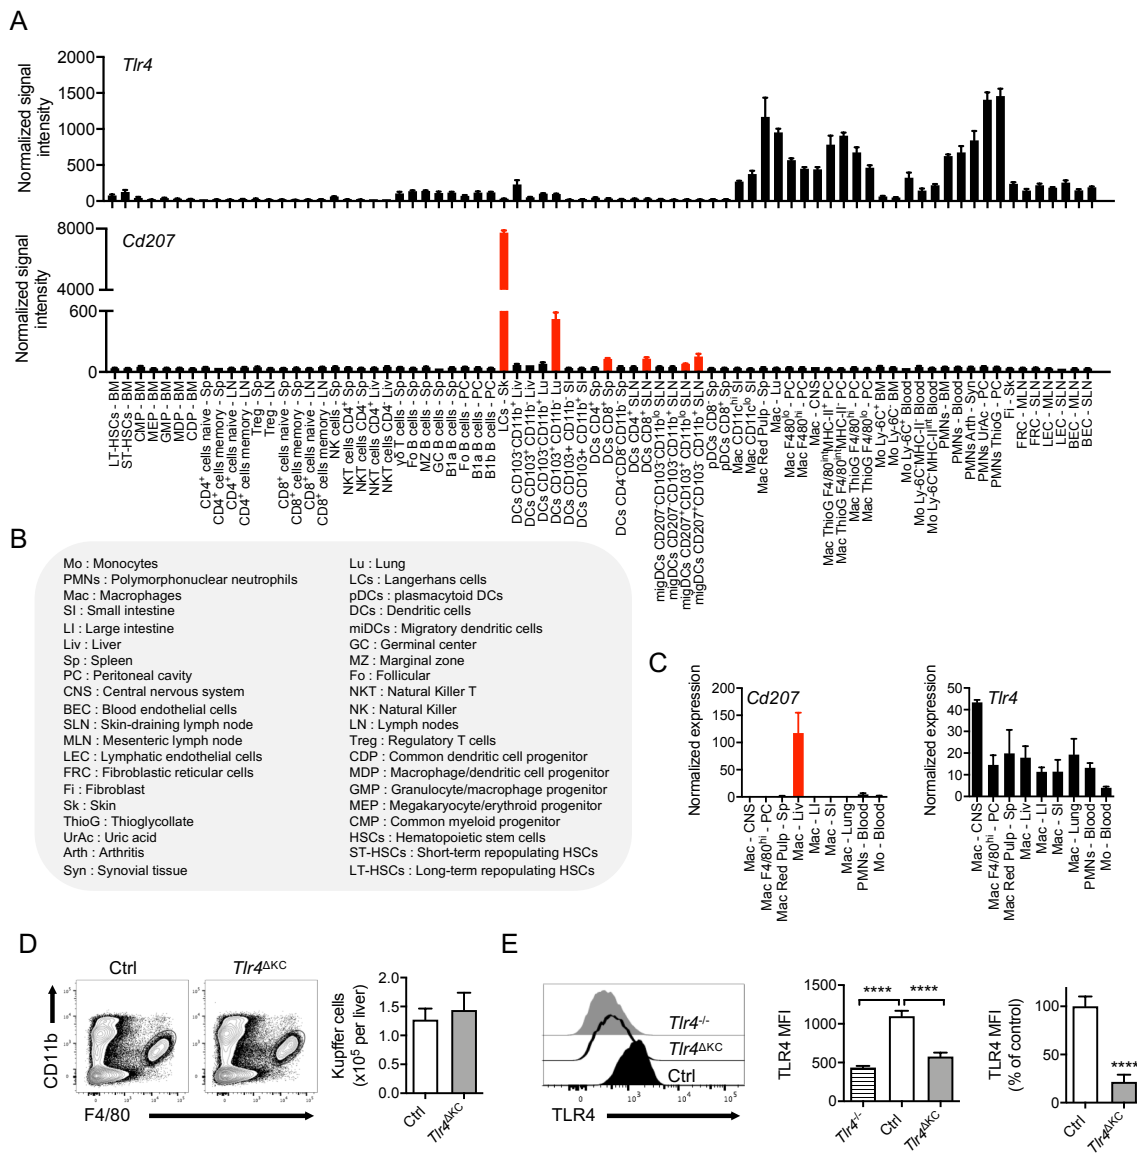 A
Tlr4
Normalized signal
intensity
2000
1500
1000
500
0
Cd207
Normalized signal
intensity
8000
4000
600
0
LT-HSCs - BM
ST-HSCs - BM
CMP - BM
MEP - BM
GMP - BM
MDP - BM
CDP - BM
CD4+ cells naive - Sp
CD4+ cells memory - Sp
CD4+ cells naive - LN
CD4+ cells memory - LN
Treg - Sp
Treg - LN
CD8+ cells naive - Sp
CD8+ cells memory - Sp
CD8+ cells naive - LN
CD8+ cells memory - LN
NK cells - Sp
NKT cells CD4+ Sp
NKT cells CD4- Sp
NKT cells CD4+ Liv
NKT cells CD4- Liv
γδ T cells - Sp
Fo B cells - Sp
MZ B cells - Sp
GC B cells - Sp
B1a B cells - Sp
Fo B cells - PC
B1a B cells - PC
B1b B cells - PC
LCs - Sk
DCs CD103-CD11b+ Liv
DCs CD103+CD11b- Liv
DCs CD103-CD11b+ Lu
DCs CD103+ CD11b- Lu
DCs CD103+ CD11b- SI
DCs CD103+ CD11b+ SI
DCs CD4+ Sp
DCs CD8+ Sp
DCs CD4-CD8-CD11b- Sp
DCs CD4+ SLN
DCs CD8+ SLN
migDCs CD207-CD103-CD11blo SLN
migDCs CD207-CD103-CD11b+ SLN
migDCs CD207+CD103+ CD11blo SLN
migDCs CD207+CD103- CD11b+ SLN
pDCs CD8- Sp
pDCs CD8+ Sp
Mac CD11chi SI
Mac CD11clo SI
Mac Red Pulp - Sp
Mac - Lu
Mac F480lo - PC
Mac F480hi - PC
Mac - CNS
Mac ThioG F4/80intMHC-II+ PC
Mac ThioG F4/80intMHC-II- PC
Mac ThioG F4/80hi - PC
Mac ThioG F4/80lo - PC
Mo Ly-6C+ BM
Mo Ly-6C- BM
Mo Ly-6C+ Blood
Mo Ly-6C-MHC-II- Blood
Mo Ly-6C-MHC-IIint Blood
PMNs - BM
PMNs - Blood
PMNs Arth - Syn
PMNs UrAc - PC
PMNs ThioG - PC
Fi - Sk
FRC - MLN
FRC - SLN
LEC - MLN
LEC - SLN
BEC - MLN
BEC - SLN
B
Mo : Monocytes
PMNs : Polymorphonuclear neutrophils
Mac : Macrophages
SI : Small intestine
LI : Large intestine
Liv : Liver
Sp : Spleen
PC : Peritoneal cavity
CNS : Central nervous system
BEC : Blood endothelial cells
SLN : Skin-draining lymph node
MLN : Mesenteric lymph node
LEC : Lymphatic endothelial cells
FRC : Fibroblastic reticular cells
Fi : Fibroblast
Sk : Skin
ThioG : Thioglycollate
UrAc : Uric acid
Arth : Arthritis
Syn : Synovial tissue
Lu : Lung
LCs : Langerhans cells
pDCs : plasmacytoid DCs
DCs : Dendritic cells
miDCs : Migratory dendritic cells
GC : Germinal center
MZ : Marginal zone
Fo : Follicular
NKT : Natural Killer T
NK : Natural Killer
LN : Lymph nodes
Treg : Regulatory T cells
CDP : Common dendritic cell progenitor
MDP : Macrophage/dendritic cell progenitor
GMP : Granulocyte/macrophage progenitor
MEP : Megakaryocyte/erythroid progenitor
CMP : Common myeloid progenitor
HSCs : Hematopoietic stem cells
ST-HSCs : Short-term repopulating HSCs
LT-HSCs : Long-term repopulating HSCs
C
Normalized expression
200
150
100
50
0
Cd207
Mac - CNS
Mac F4/80hi - PC
Mac Red Pulp - Sp
Mac - Liv
Mac - LI
Mac - SI
Mac - Lung
PMNs - Blood
Mo - Blood
Normalized expression
50
40
30
20
10
0
Tlr4
Mac - CNS
Mac F4/80hi - PC
Mac Red Pulp - Sp
Mac - Liv
Mac - LI
Mac - SI
Mac - Lung
PMNs - Blood
Mo - Blood
D
Ctrl
Tlr4ΔKC
CD11b
F4/80
Kupffer cells
(x10⁵ per liver)
2.0
1.5
1.0
0.5
0.0
Ctrl
Tlr4ΔKC
E
Tlr4-/-
Tlr4ΔKC
Ctrl
0
10³
10⁴
10⁵
TLR4
TLR4 MFI
1500
1000
500
0
**** ****
Tlr4-/-
Ctrl
Tlr4ΔKC
TLR4 MFI
(% of control)
100
50
0
****
Ctrl
Tlr4ΔKC